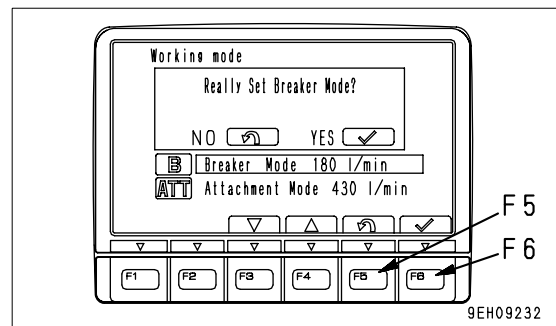 Working mode
Really Set Breaker Mode?
NO YES
B Breaker Mode 180 l/min
ATT Attachment Mode 430 l/min
F5
F6
F1 F2 F3 F4 F5 F6
9EH09232